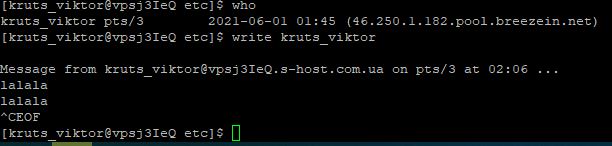 [kruts_viktor@vpsj3IeQ etc]$ who
kruts_viktor pts/3        2021-06-01 01:45 (46.250.1.182.pool.breezein.net)
[kruts_viktor@vpsj3IeQ etc]$ write kruts_viktor
Message from kruts_viktor@vpsj3IeQ.s-host.com.ua on pts/3 at 02:06 ...
lalala
lalala
^CEOF
[kruts_viktor@vpsj3IeQ etc]$